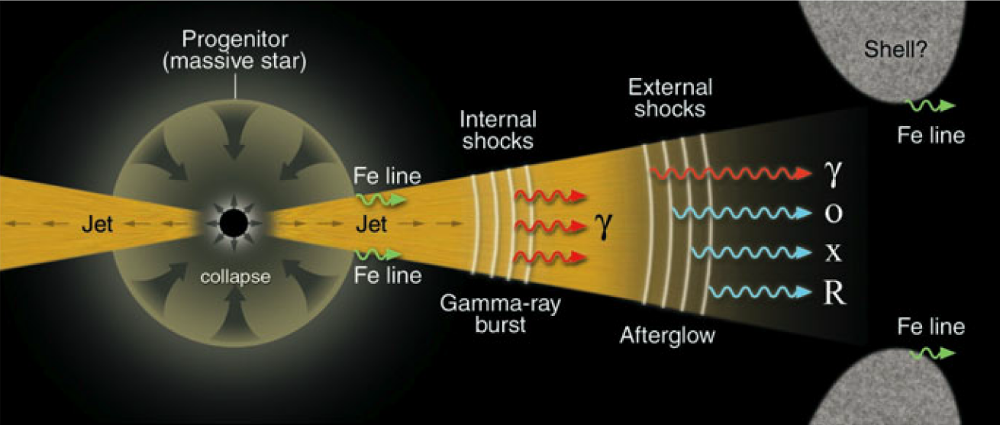 Progenitor
(massive star)
Shell?
External
shocks
Internal
shocks
Fe line
Fe line
γ
Jet
Jet
γ
o
x
R
collapse
Fe line
Gamma-ray
burst
Afterglow
Fe line